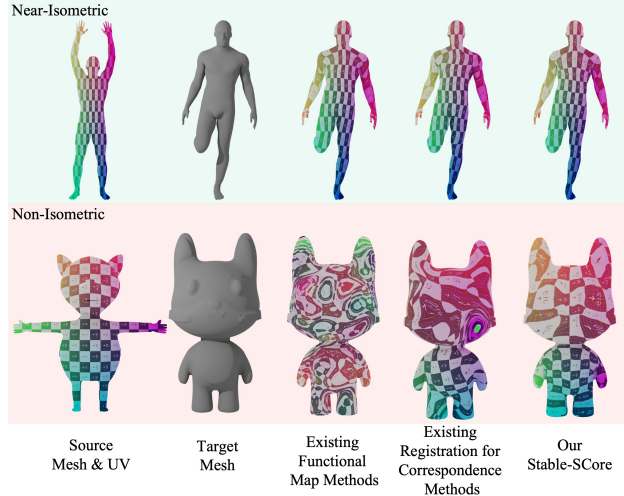 Near-Isometric
Non-Isometric
Source
Mesh & UV
Target
Mesh
Existing
Functional
Map Methods
Existing
Registration for
Correspondence
Methods
Our
Stable-SCore